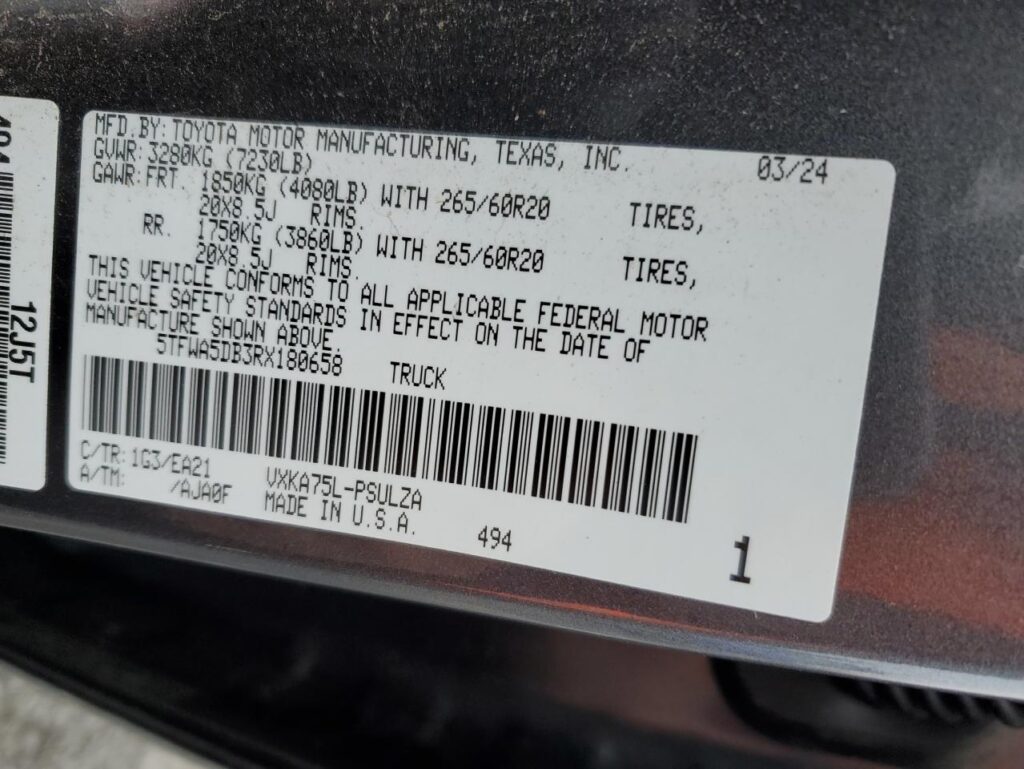 MFD.BY: TOYOTA MOTOR MANUFACTURING, TEXAS, INC. 03/24
GVWR: 3280KG (7230LB)
GAWR: FRT. 1850KG (4080LB) WITH 265/60R20 TIRES,
20X8.5J RIMS.
RR. 1750KG (3860LB) WITH 265/60R20 TIRES,
20X8.5J RIMS.
THIS VEHICLE CONFORMS TO ALL APPLICABLE FEDERAL MOTOR
VEHICLE SAFETY STANDARDS IN EFFECT ON THE DATE OF
MANUFACTURE SHOWN ABOVE.
5TFWA5DB3RX180658 TRUCK
C/TR: 1G3/EA21 VXKA75L-PSULZA
A/TM: /AJA0F MADE IN U.S.A. 494
1
12J5T